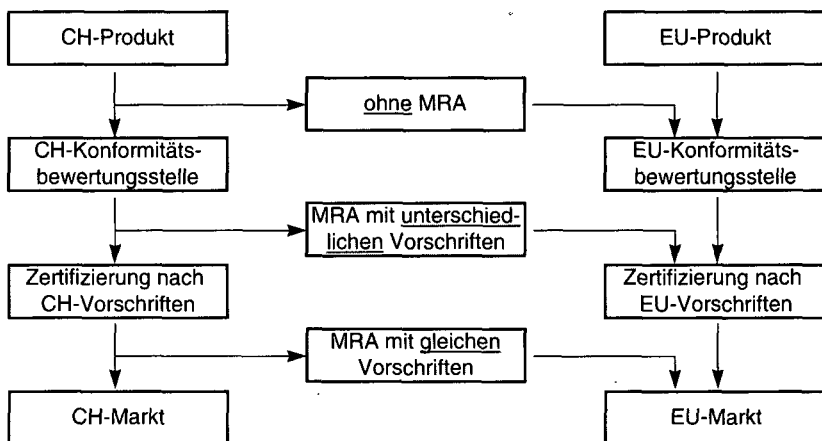 CH-Produkt
EU-Produkt
ohne MRA
CH-Konformitäts-
bewertungsstelle
EU-Konformitäts-
bewertungsstelle
MRA mit unterschied-
lichen Vorschriften
Zertifizierung nach
CH-Vorschriften
Zertifizierung nach
EU-Vorschriften
MRA mit gleichen
Vorschriften
CH-Markt
EU-Markt